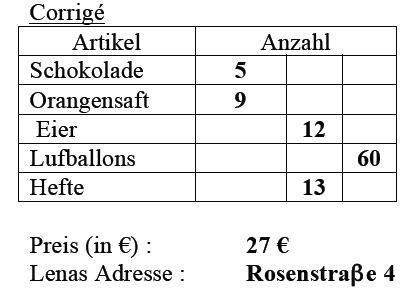 Corrigé
Artikel Anzahl
Schokolade 5
Orangensaft 9
Eier 12
Lufballons 60
Hefte 13
Preis (in €) : 27 €
Lenas Adresse : Rosenstraβe 4